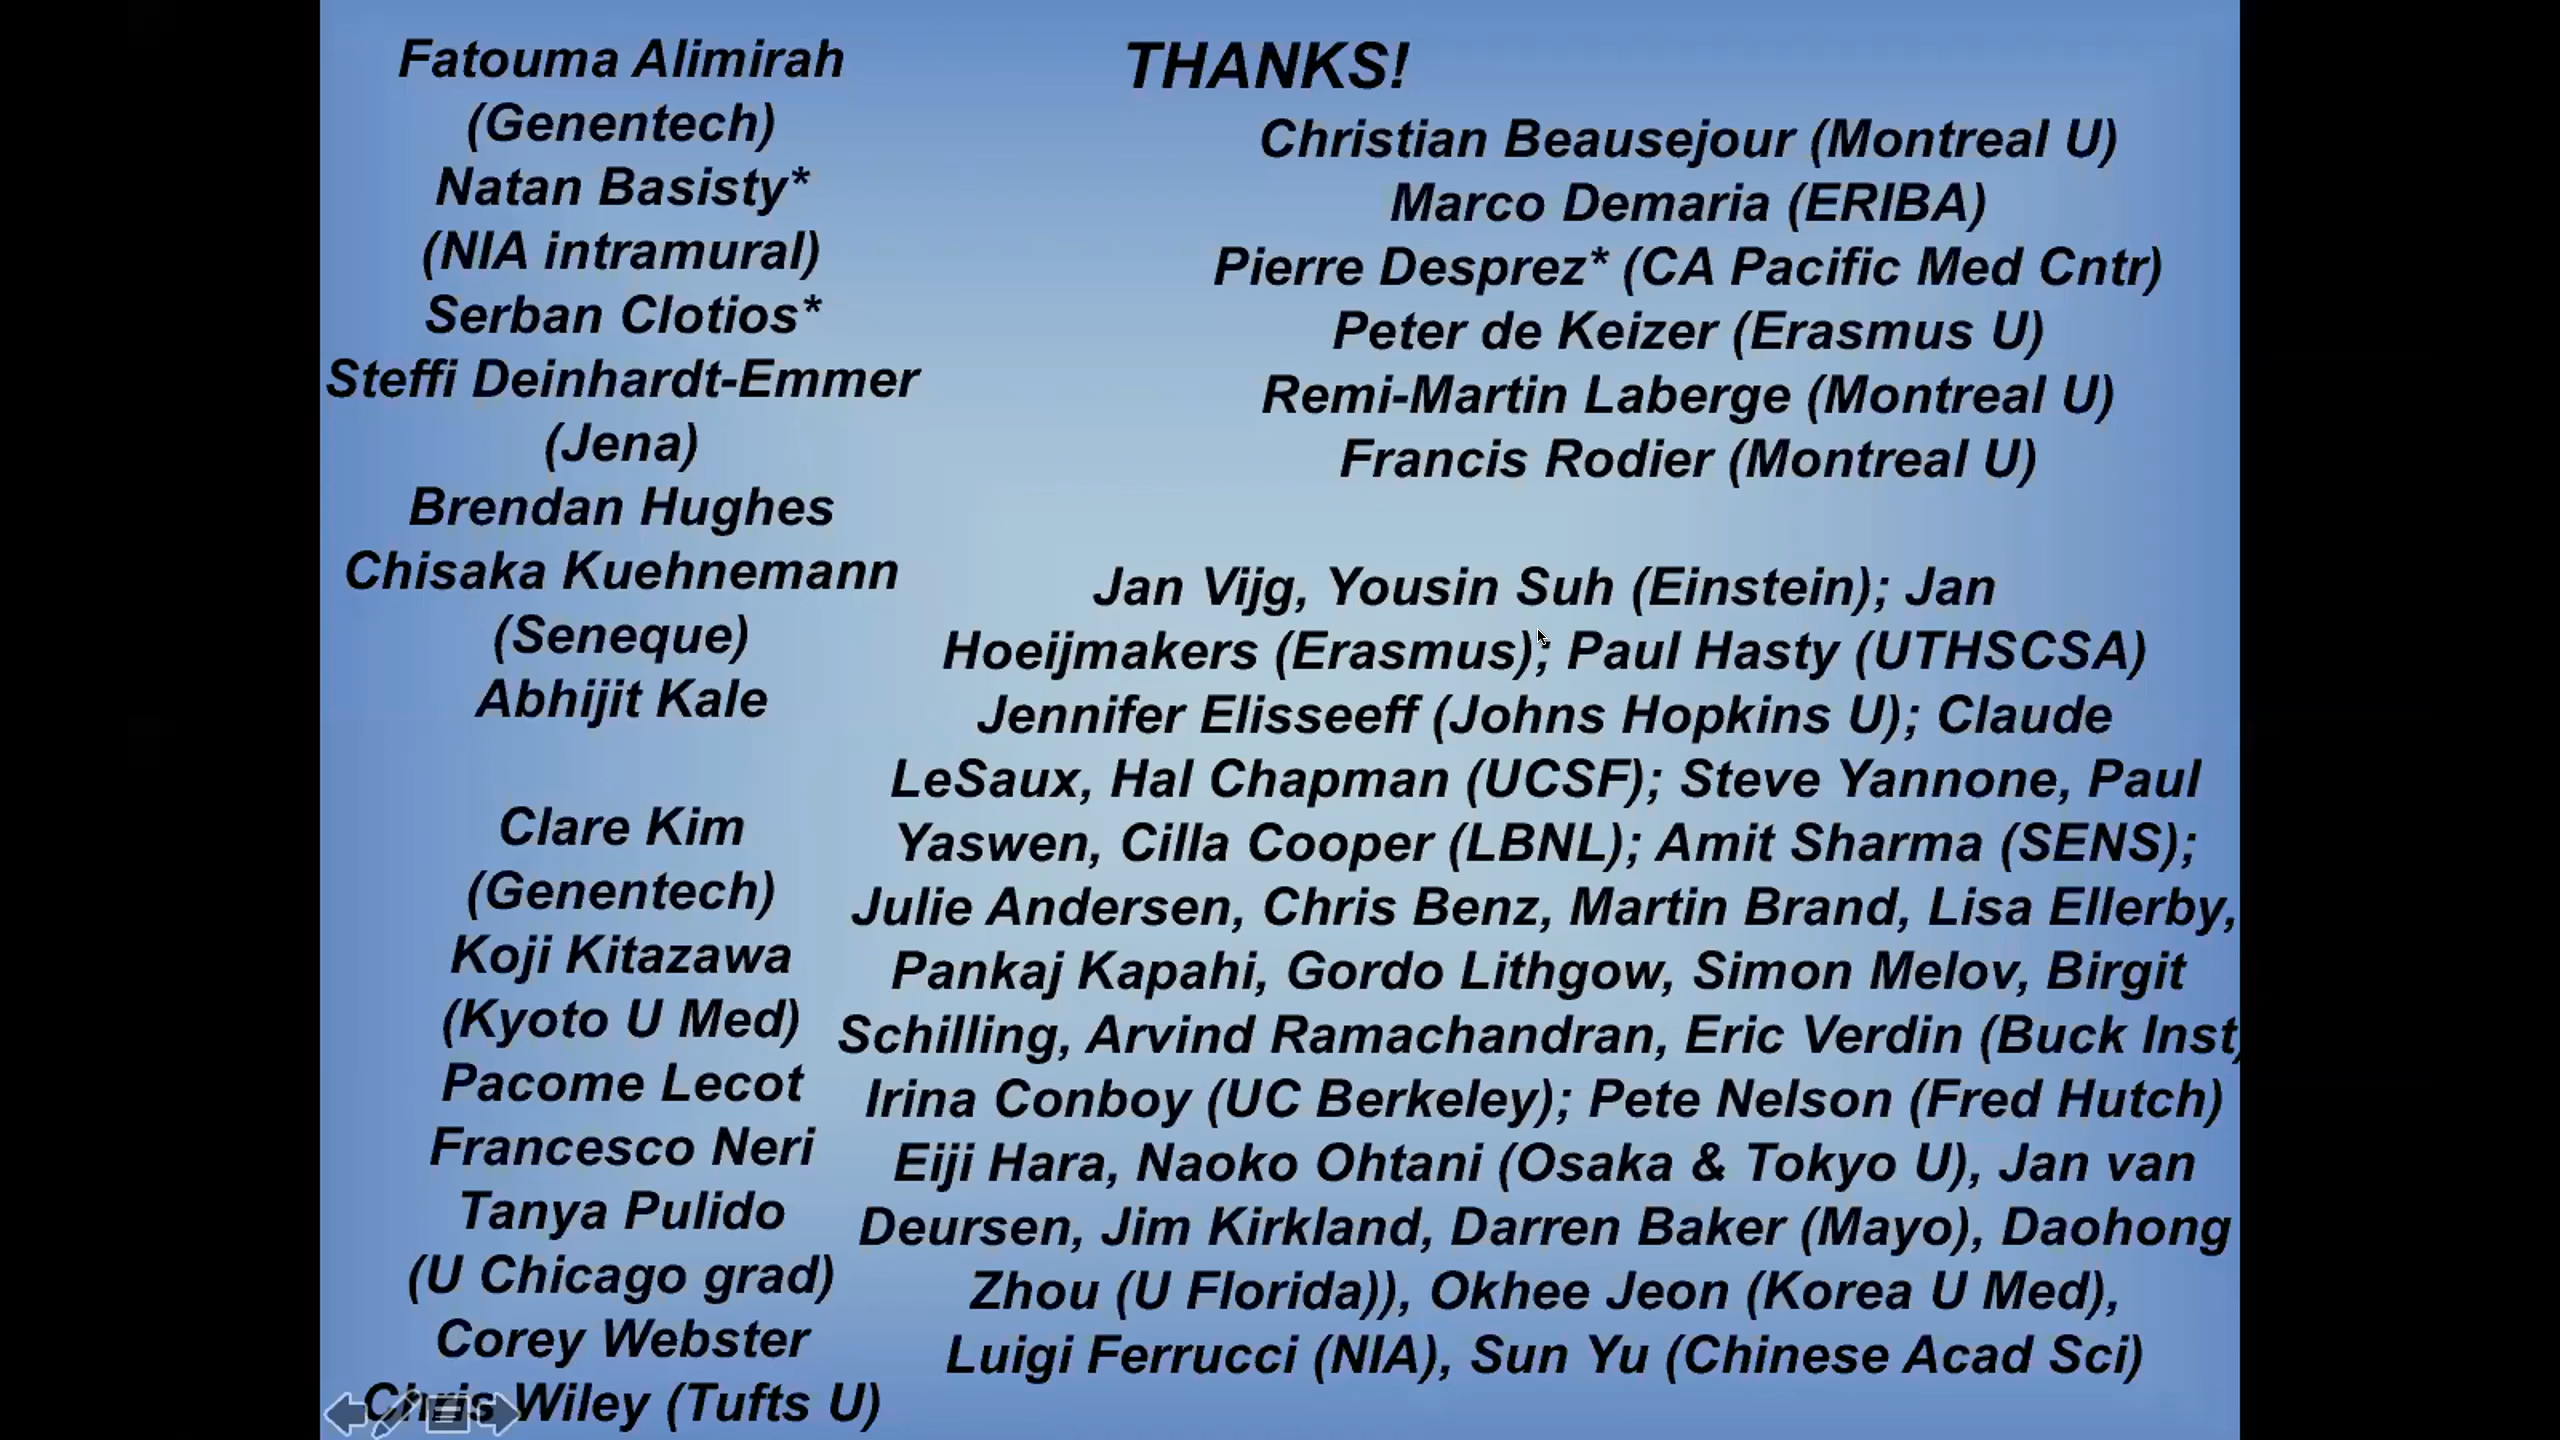 Fatouma Alimirah
(Genentech)
Natan Basisty*
(NIA intramural)
Serban Clotios*
Steffi Deinhardt-Emmer
(Jena)
Brendan Hughes
Chisaka Kuehnemann
(Seneque)
Abhijit Kale
Clare Kim
(Genentech)
Koji Kitazawa
(Kyoto U Med)
Pacome Lecot
Francesco Neri
Tanya Pulido
(U Chicago grad)
Corey Webster
Chris Wiley (Tufts U)
THANKS!
Christian Beausejour (Montreal U)
Marco Demaria (ERIBA)
Pierre Desprez* (CA Pacific Med Cntr)
Peter de Keizer (Erasmus U)
Remi-Martin Laberge (Montreal U)
Francis Rodier (Montreal U)
Jan Vijg, Yousin Suh (Einstein); Jan
Hoeijmakers (Erasmus); Paul Hasty (UTHSCSA)
Jennifer Elisseeff (Johns Hopkins U); Claude
LeSaux, Hal Chapman (UCSF); Steve Yannone, Paul
Yaswen, Cilla Cooper (LBNL); Amit Sharma (SENS);
Julie Andersen, Chris Benz, Martin Brand, Lisa Ellerby,
Pankaj Kapahi, Gordo Lithgow, Simon Melov, Birgit
Schilling, Arvind Ramachandran, Eric Verdin (Buck Inst)
Irina Conboy (UC Berkeley); Pete Nelson (Fred Hutch)
Eiji Hara, Naoko Ohtani (Osaka & Tokyo U), Jan van
Deursen, Jim Kirkland, Darren Baker (Mayo), Daohong
Zhou (U Florida)), Okhee Jeon (Korea U Med),
Luigi Ferrucci (NIA), Sun Yu (Chinese Acad Sci)